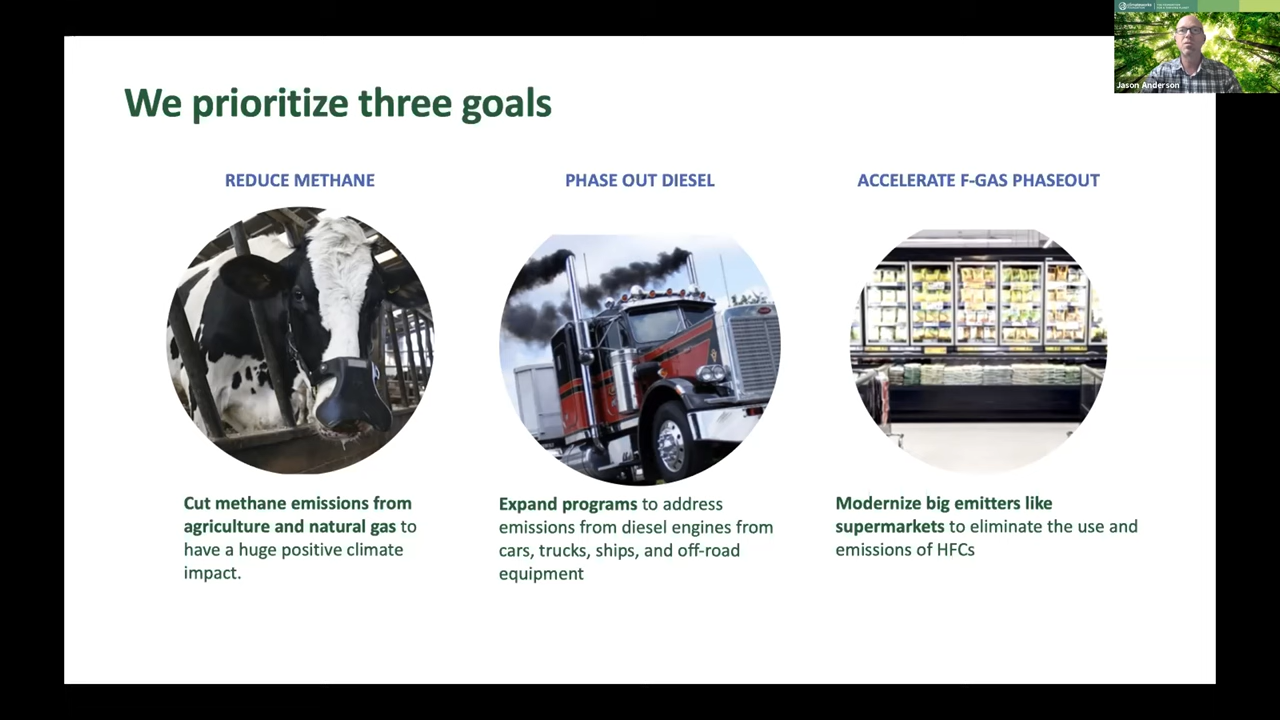 climateworks
FOUNDATION
Jason Anderson
We prioritize three goals
REDUCE METHANE
Cut methane emissions from
agriculture and natural gas to
have a huge positive climate
impact.
PHASE OUT DIESEL
Expand programs to address
emissions from diesel engines from
cars, trucks, ships, and off-road
equipment
ACCELERATE F-GAS PHASEOUT
Modernize big emitters like
supermarkets to eliminate the use and
emissions of HFCs